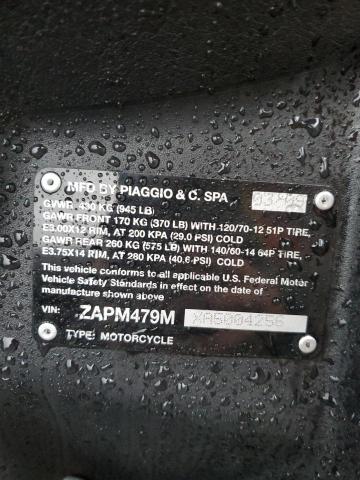 MFD BY PIAGGIO & C. SPA
GVWR 430 KG (945 LB)
GAWR FRONT 170 KG (370 LB) WITH 120/70-12 51P TIRE,
E3.00X12 RIM, AT 200 KPA (29.0 PSI) COLD
GAWR REAR 260 KG (575 LB) WITH 140/60-14 64P TIRE,
E3.75X14 RIM, AT 280 KPA (40.6 PSI) COLD
This vehicle conforms to all applicable U.S. Federal Motor
Vehicle Safety Standards in effect on the date of
manufacture shown above.
VIN: ZAPM479M XA5004256
TYPE: MOTORCYCLE